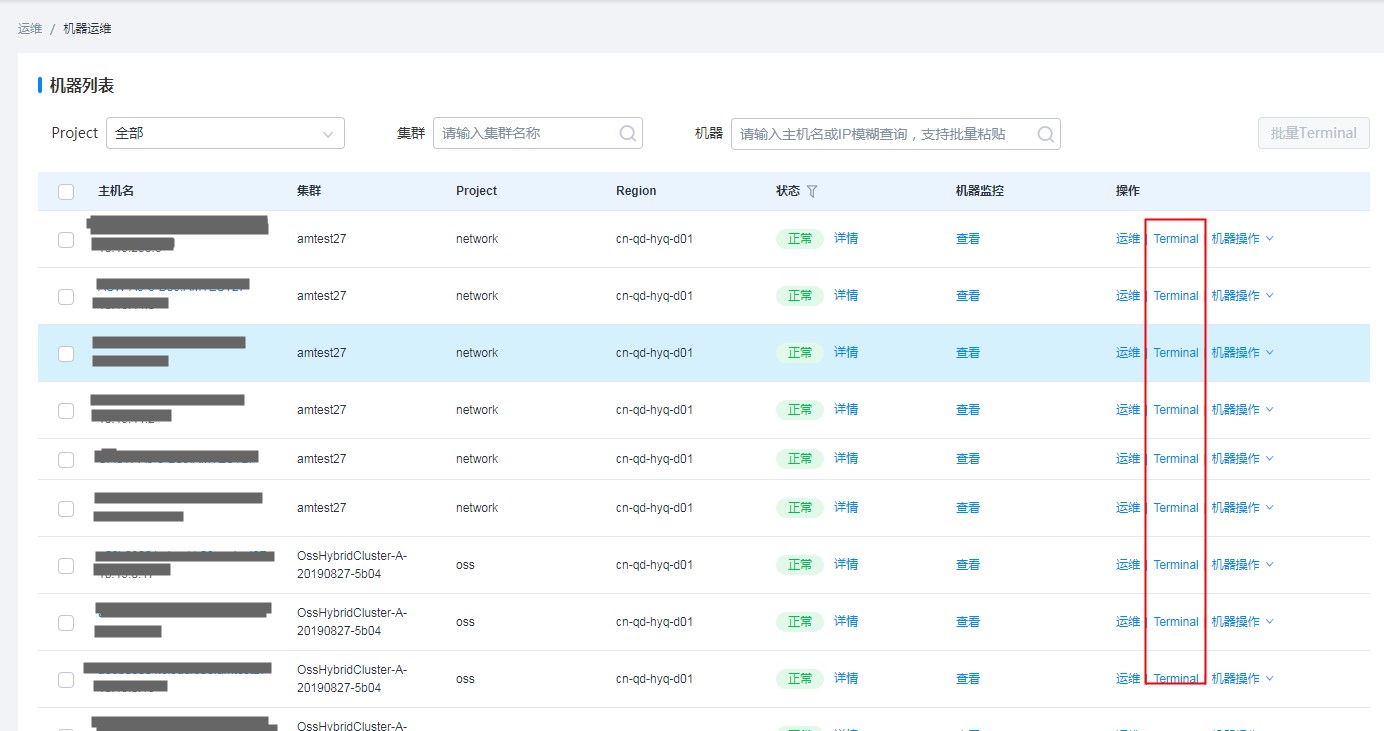 运维 / 机器运维
机器列表
Project 全部 集群 请输入集群名称 机器 请输入主机名或IP模糊查询，支持批量粘贴 批量Terminal
主机名 集群 Project Region 状态 机器监控 操作
amtest27 network cn-qd-hyq-d01 正常 详情 查看 运维 Terminal 机器操作
amtest27 network cn-qd-hyq-d01 正常 详情 查看 运维 Terminal 机器操作
amtest27 network cn-qd-hyq-d01 正常 详情 查看 运维 Terminal 机器操作
amtest27 network cn-qd-hyq-d01 正常 详情 查看 运维 Terminal 机器操作
amtest27 network cn-qd-hyq-d01 正常 详情 查看 运维 Terminal 机器操作
amtest27 network cn-qd-hyq-d01 正常 详情 查看 运维 Terminal 机器操作
OssHybridCluster-A-
20190827-5b04 oss cn-qd-hyq-d01 正常 详情 查看 运维 Terminal 机器操作
OssHybridCluster-A-
20190827-5b04 oss cn-qd-hyq-d01 正常 详情 查看 运维 Terminal 机器操作
OssHybridCluster-A-
20190827-5b04 oss cn-qd-hyq-d01 正常 详情 查看 运维 Terminal 机器操作
OssHybridCluster-A-